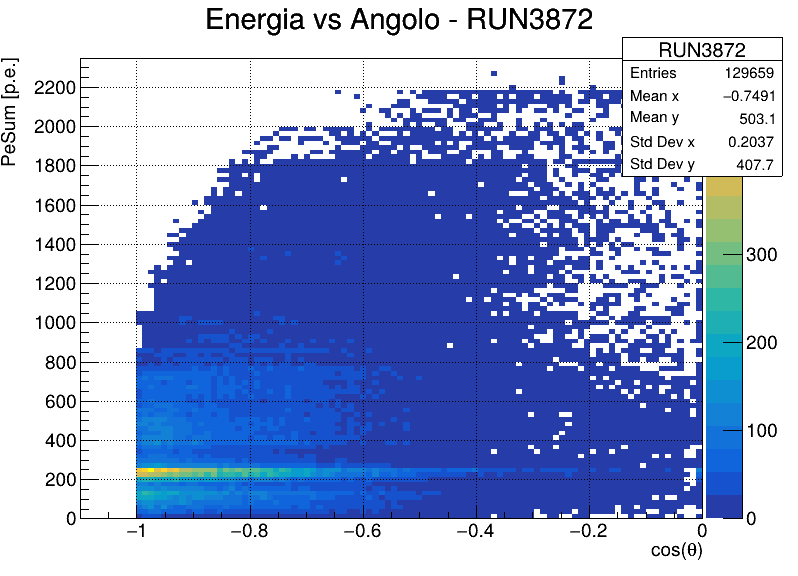 Energia vs Angolo - RUN3872
RUN3872
Entries 129659
Mean x −0.7491
Mean y 503.1
Std Dev x 0.2037
Std Dev y 407.7
PeSum [p.e.]
2200
2000
1800
1600
1400
1200
1000
800
600
400
200
0
300
200
100
0
−1 −0.8 −0.6 −0.4 −0.2 0
cos(θ)